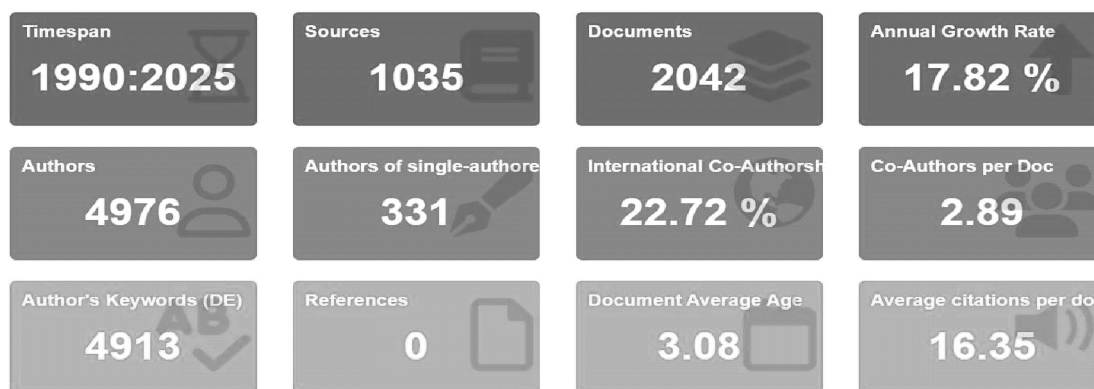 Timespan
1990:2025
Sources
1035
Documents
2042
Annual Growth Rate
17.82 %
Authors
4976
Authors of single-authore
331
International Co-Authorsh
22.72 %
Co-Authors per Doc
2.89
Author's Keywords (DE)
4913
References
0
Document Average Age
3.08
Average citations per do
16.35
AB